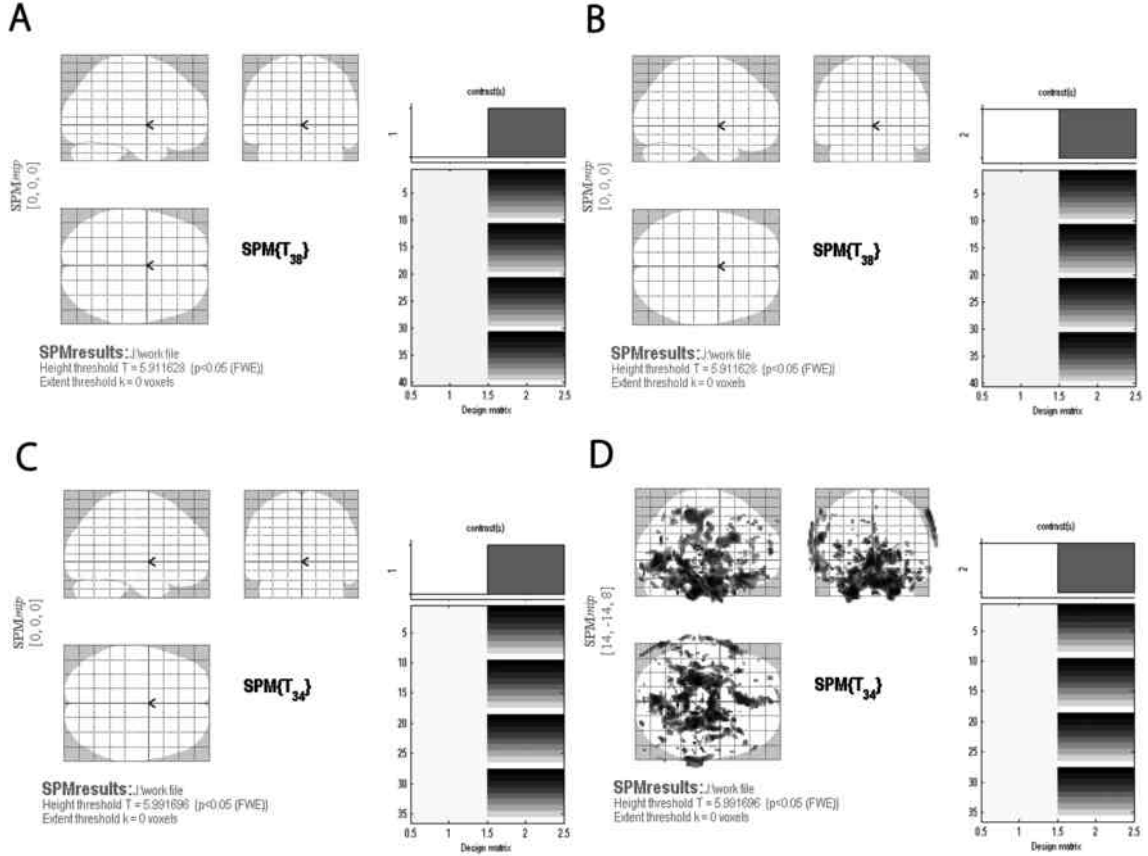 A
contrast(s)
1
SPMmip
[0, 0, 0]
SPM{T38}
5
10
15
20
25
30
35
40
0.5 1 1.5 2 2.5
Design matrix
SPMresults: J:\work file
Height threshold T = 5.911628 {p<0.05 (FWE)}
Extent threshold k = 0 voxels
B
contrast(s)
2
SPMmip
[0, 0, 0]
SPM{T38}
5
10
15
20
25
30
35
40
0.5 1 1.5 2 2.5
Design matrix
SPMresults: J:\work file
Height threshold T = 5.911628 {p<0.05 (FWE)}
Extent threshold k = 0 voxels
C
contrast(s)
1
SPMmip
[0, 0, 0]
SPM{T34}
5
10
15
20
25
30
35
0.5 1 1.5 2 2.5
Design matrix
SPMresults: J:\work file
Height threshold T = 5.991696 {p<0.05 (FWE)}
Extent threshold k = 0 voxels
D
contrast(s)
2
SPMmip
[14, -14, 8]
SPM{T34}
5
10
15
20
25
30
35
0.5 1 1.5 2 2.5
Design matrix
SPMresults: J:\work file
Height threshold T = 5.991696 {p<0.05 (FWE)}
Extent threshold k = 0 voxels